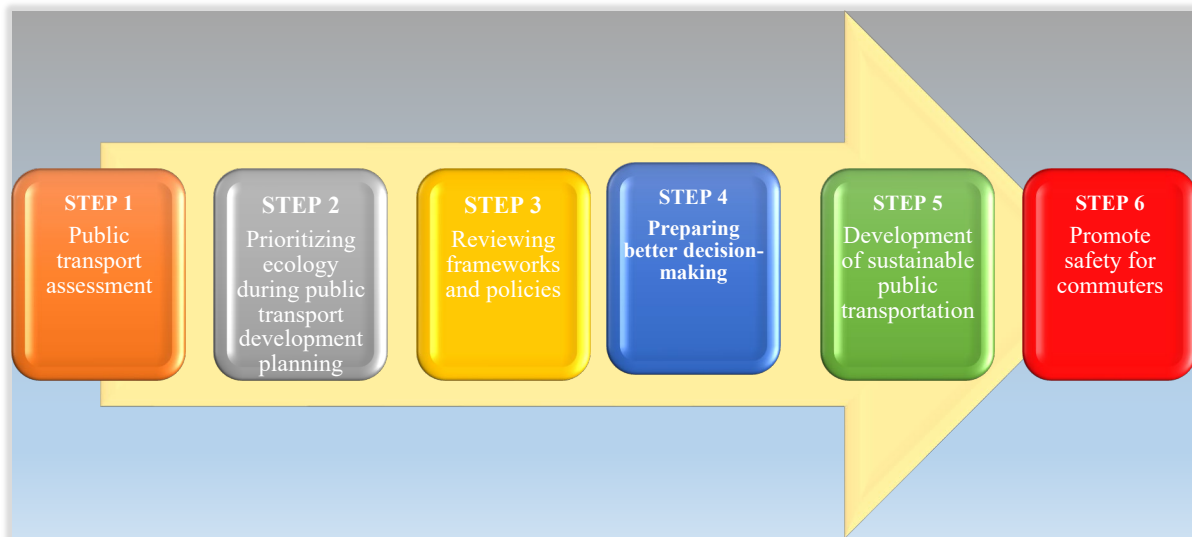 STEP 1
Public
transport
assessment
STEP 2
Prioritizing
ecology
during public
transport
development
planning
STEP 3
Reviewing
frameworks
and policies
STEP 4
Preparing
better decision-
making
STEP 5
Development
of sustainable
public
transportation
STEP 6
Promote
safety for
commuters